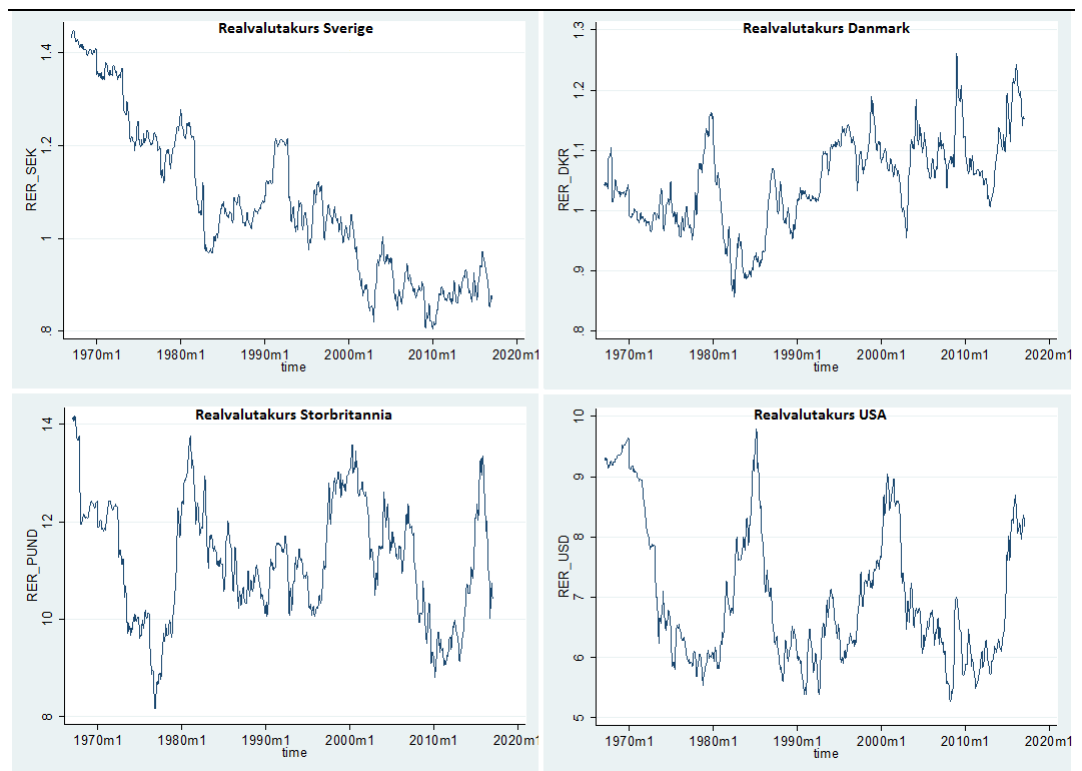 Realvalutakurs Sverige
RER_SEK
1.4
1.2
1
.8
1970m1 1980m1 1990m1 2000m1 2010m1 2020m1
time
Realvalutakurs Danmark
RER_DKR
1.3
1.2
1.1
1
.9
.8
1970m1 1980m1 1990m1 2000m1 2010m1 2020m1
time
Realvalutakurs Storbritannia
RER_PUND
14
12
10
8
1970m1 1980m1 1990m1 2000m1 2010m1 2020m1
time
Realvalutakurs USA
RER_USD
10
9
8
7
6
5
1970m1 1980m1 1990m1 2000m1 2010m1 2020m1
time